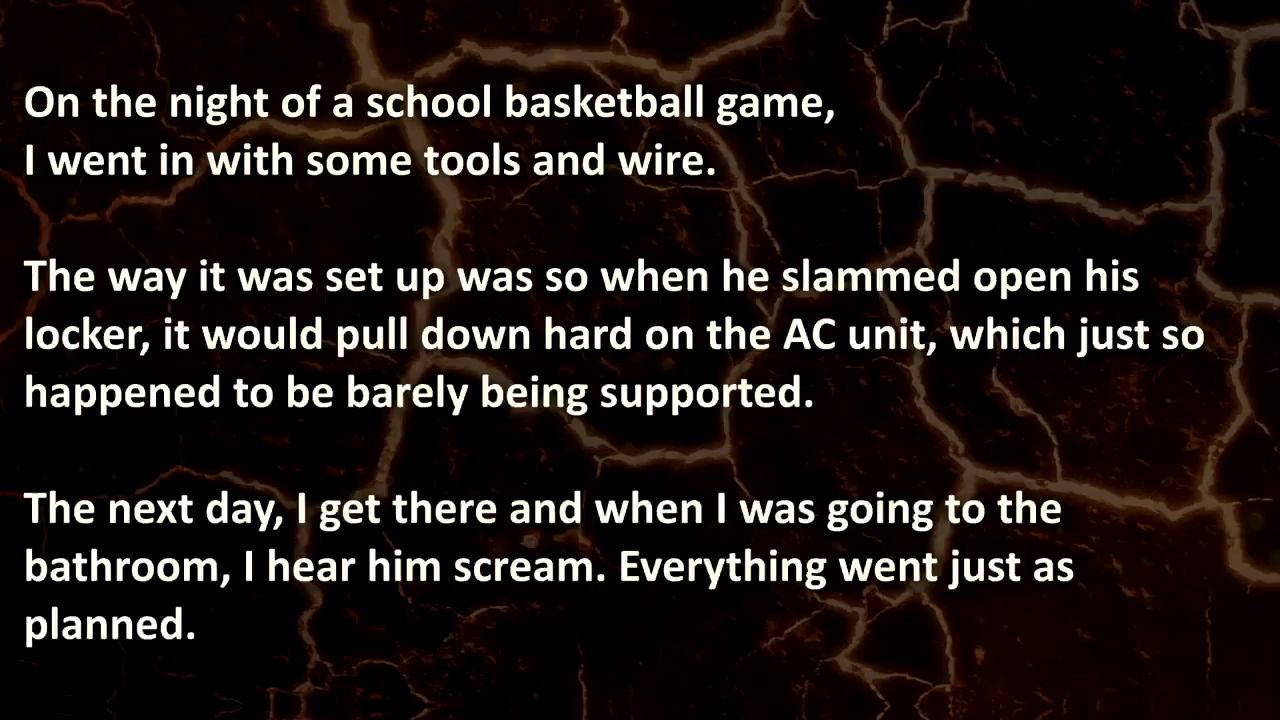 On the night of a school basketball game,
I went in with some tools and wire.
The way it was set up was so when he slammed open his
locker, it would pull down hard on the AC unit, which just so
happened to be barely being supported.
The next day, I get there and when I was going to the
bathroom, I hear him scream. Everything went just as
planned.